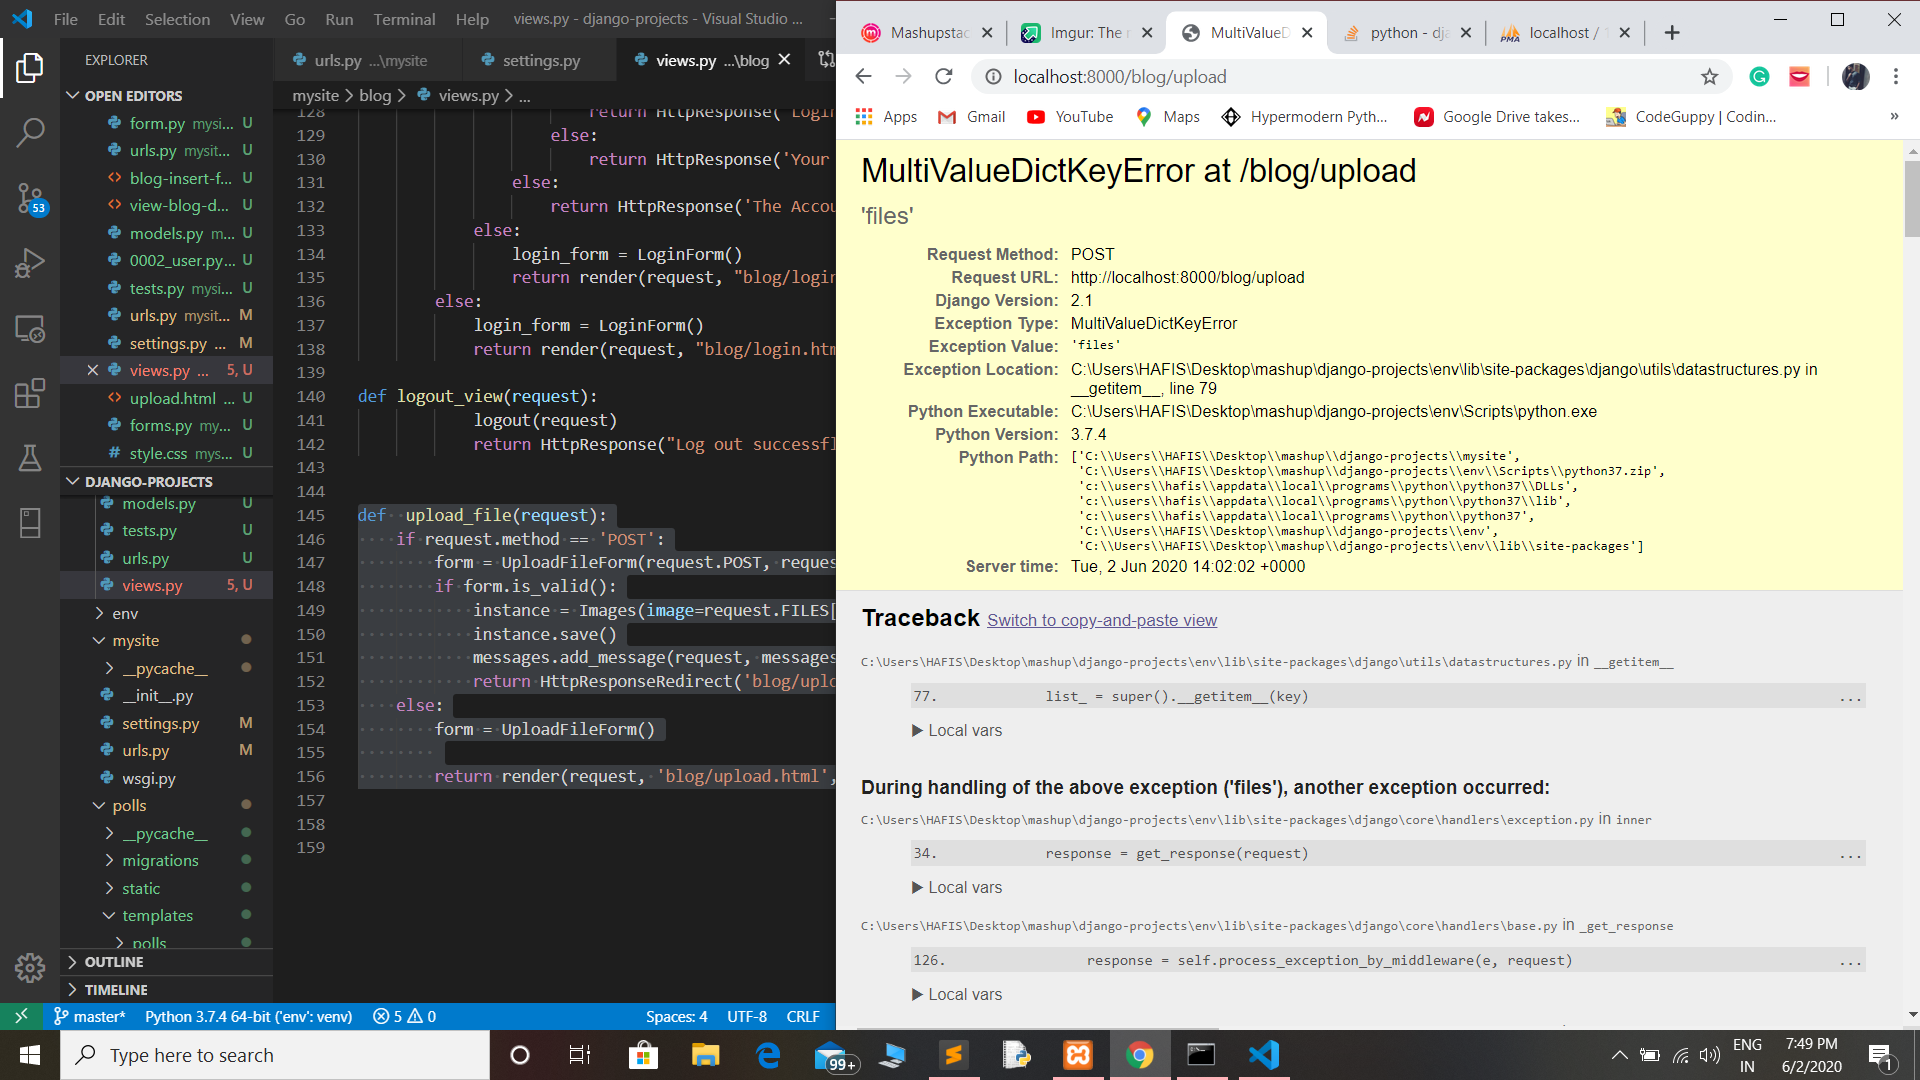 File Edit Selection View Go Run Terminal Help views.py - django-projects - Visual Studio ...
EXPLORER
OPEN EDITORS
form.py mysi... U
urls.py mysit... U
blog-insert-f... U
view-blog-d... U
models.py m... U
0002_user.py... U
tests.py mysi... U
urls.py mysit... M
settings.py ... M
views.py ... 5, U
upload.html ... U
forms.py my... U
# style.css mys... U
DJANGO-PROJECTS
models.py U
tests.py U
urls.py U
views.py 5, U
env
mysite
__pycache__
__init__.py
settings.py M
urls.py M
wsgi.py
polls
__pycache__
migrations
static
templates
polls
OUTLINE
TIMELINE
53
urls.py ...\mysite settings.py views.py ...\blog
mysite > blog > views.py > ...
128 return HttpResponse('Login
129 else:
130 return HttpResponse('Your
131 else:
132 return HttpResponse('The Accou
133 else:
134 login_form = LoginForm()
135 return render(request, "blog/login
136 else:
137 login_form = LoginForm()
138 return render(request, "blog/login.htm
139
140 def logout_view(request):
141 logout(request)
142 return HttpResponse("Log out successfl
143
144
145 def upload_file(request):
146 if request.method == 'POST':
147 form = UploadFileForm(request.POST, reques
148 if form.is_valid():
149 instance = Images(image=request.FILES[
150 instance.save()
151 messages.add_message(request, messages
152 return HttpResponseRedirect('blog/uplo
153 else:
154 form = UploadFileForm()
155
156 return render(request, 'blog/upload.html',
157
158
159
master* Python 3.7.4 64-bit ('env': venv) 5 0 Spaces: 4 UTF-8 CRLF
Mashupstac Imgur: The r MultiValueD python - dja PMA localhost /
localhost:8000/blog/upload
Apps Gmail YouTube Maps Hypermodern Pyth... Google Drive takes... CodeGuppy | Codin... »
MultiValueDictKeyError at /blog/upload
'files'
Request Method: POST
Request URL: http://localhost:8000/blog/upload
Django Version: 2.1
Exception Type: MultiValueDictKeyError
Exception Value: 'files'
Exception Location: C:\Users\HAFIS\Desktop\mashup\django-projects\env\lib\site-packages\django\utils\datastructures.py in
__getitem__, line 79
Python Executable: C:\Users\HAFIS\Desktop\mashup\django-projects\env\Scripts\python.exe
Python Version: 3.7.4
Python Path: ['C:\\Users\\HAFIS\\Desktop\\mashup\\django-projects\\mysite',
'C:\\Users\\HAFIS\\Desktop\\mashup\\django-projects\\env\\Scripts\\python37.zip',
'c:\\users\\hafis\\appdata\\local\\programs\\python\\python37\\DLLs',
'c:\\users\\hafis\\appdata\\local\\programs\\python\\python37\\lib',
'c:\\users\\hafis\\appdata\\local\\programs\\python\\python37',
'C:\\Users\\HAFIS\\Desktop\\mashup\\django-projects\\env',
'C:\\Users\\HAFIS\\Desktop\\mashup\\django-projects\\env\\lib\\site-packages']
Server time: Tue, 2 Jun 2020 14:02:02 +0000
Traceback Switch to copy-and-paste view
C:\Users\HAFIS\Desktop\mashup\django-projects\env\lib\site-packages\django\utils\datastructures.py in __getitem__
77. list_ = super().__getitem__(key) ...
▶ Local vars
During handling of the above exception ('files'), another exception occurred:
C:\Users\HAFIS\Desktop\mashup\django-projects\env\lib\site-packages\django\core\handlers\exception.py in inner
34. response = get_response(request) ...
▶ Local vars
C:\Users\HAFIS\Desktop\mashup\django-projects\env\lib\site-packages\django\core\handlers\base.py in _get_response
126. response = self.process_exception_by_middleware(e, request) ...
▶ Local vars
Type here to search
99+
ENG
IN
7:49 PM
6/2/2020
1